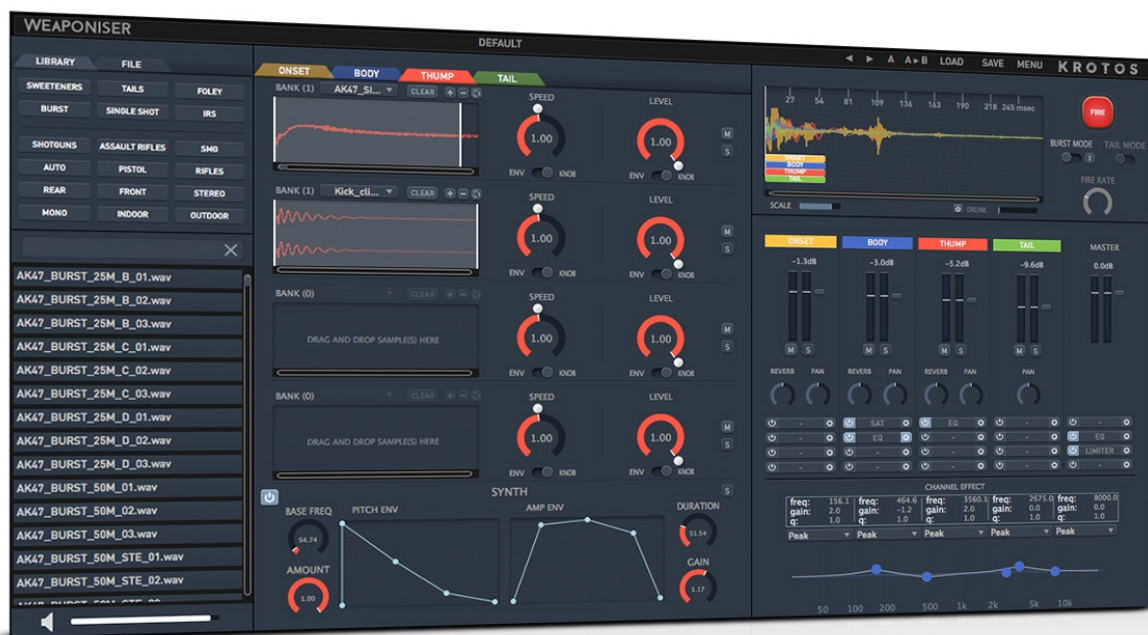 WEAPONISER
DEFAULT
A A▸B LOAD SAVE MENU KROTOS
LIBRARY FILE
SWEETENERS TAILS FOLEY
BURST SINGLE SHOT IRS
SHOTGUNS ASSAULT RIFLES SMG
AUTO PISTOL RIFLES
REAR FRONT STEREO
MONO INDOOR OUTDOOR
AK47_BURST_25M_B_01.wav
AK47_BURST_25M_B_02.wav
AK47_BURST_25M_B_03.wav
AK47_BURST_25M_C_01.wav
AK47_BURST_25M_C_02.wav
AK47_BURST_25M_C_03.wav
AK47_BURST_25M_D_01.wav
AK47_BURST_25M_D_02.wav
AK47_BURST_25M_D_03.wav
AK47_BURST_50M_01.wav
AK47_BURST_50M_02.wav
AK47_BURST_50M_03.wav
AK47_BURST_50M_STE_01.wav
AK47_BURST_50M_STE_02.wav
ONSET BODY THUMP TAIL
BANK (1) AK47_SI... CLEAR SPEED LEVEL
1.00 1.00 M
S
ENV KNOB ENV KNOB
BANK (1) Kick_cli... CLEAR SPEED LEVEL
1.00 1.00 M
S
ENV KNOB ENV KNOB
BANK (0) CLEAR SPEED LEVEL
DRAG AND DROP SAMPLE(S) HERE 1.00 1.00 M
S
ENV KNOB ENV KNOB
BANK (0) CLEAR SPEED LEVEL
DRAG AND DROP SAMPLE(S) HERE 1.00 1.00 M
S
ENV KNOB ENV KNOB
SYNTH S
BASE FREQ PITCH ENV AMP ENV DURATION
54.74 51.54
AMOUNT GAIN
1.00 1.17
27 54 81 109 136 163 190 218 245 msec
ONSET
BODY
THUMP
TAIL
SCALE DRUNK
FIRE
BURST MODE TAIL MODE
FIRE RATE
ONSET BODY THUMP TAIL MASTER
-1.3dB -3.0dB -5.2dB -9.6dB 0.0dB
M S M S M S M S
REVERB PAN REVERB PAN REVERB PAN PAN
- SAT EQ - -
- EQ - - EQ
- - - - LIMITER
- - - - -
CHANNEL EFFECT
freq: 156.1 freq: 464.6 freq: 3560.1 freq: 2675.0 freq: 8000.0
gain: 2.0 gain: -1.2 gain: 2.0 gain: 0.0 gain: 0.0
q: 1.0 q: 1.0 q: 1.0 q: 1.0 q: 1.0
Peak Peak Peak Peak Peak
50 100 200 500 1k 2k 5k 10k